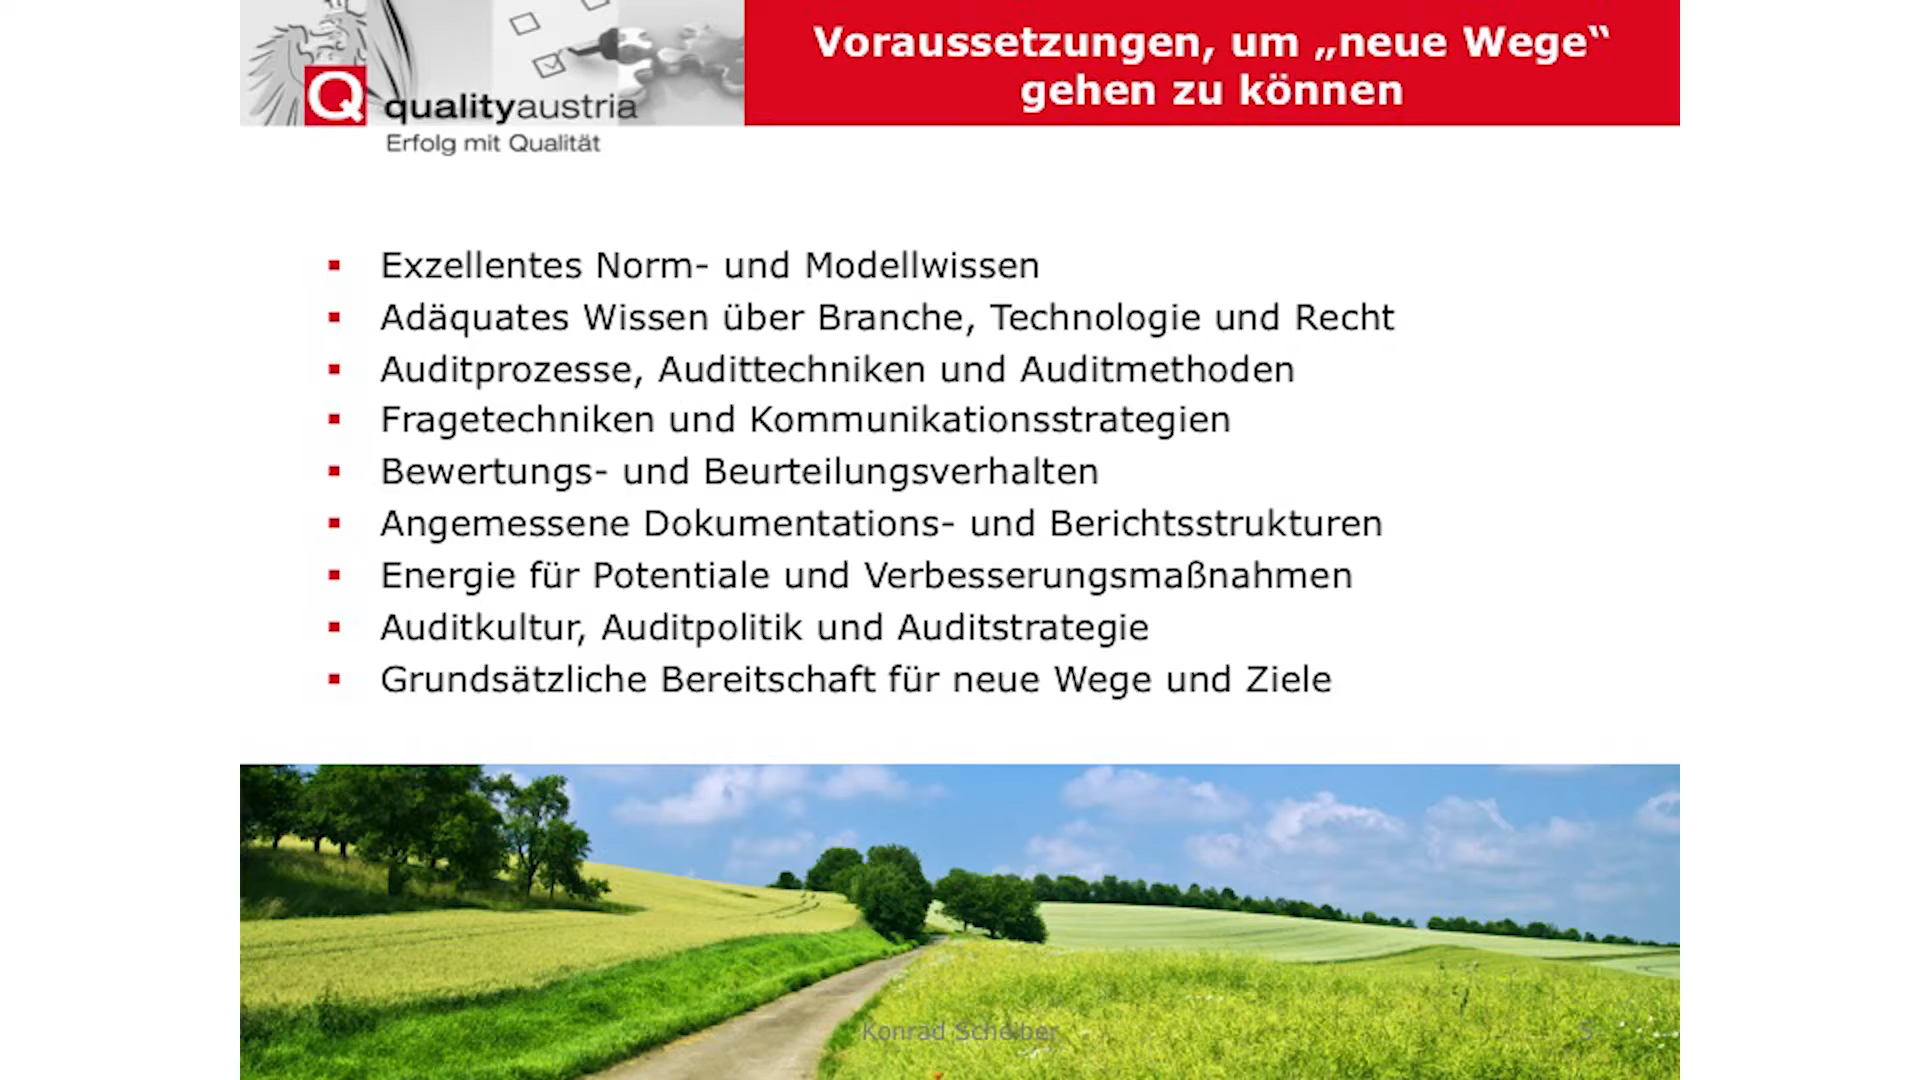 Voraussetzungen, um „neue Wege“
gehen zu können
Q qualityaustria
Erfolg mit Qualität
Exzellentes Norm- und Modellwissen
Adäquates Wissen über Branche, Technologie und Recht
Auditprozesse, Audittechniken und Auditmethoden
Fragetechniken und Kommunikationsstrategien
Bewertungs- und Beurteilungsverhalten
Angemessene Dokumentations- und Berichtsstrukturen
Energie für Potentiale und Verbesserungsmaßnahmen
Auditkultur, Auditpolitik und Auditstrategie
Grundsätzliche Bereitschaft für neue Wege und Ziele
Konrad Scheiber
5